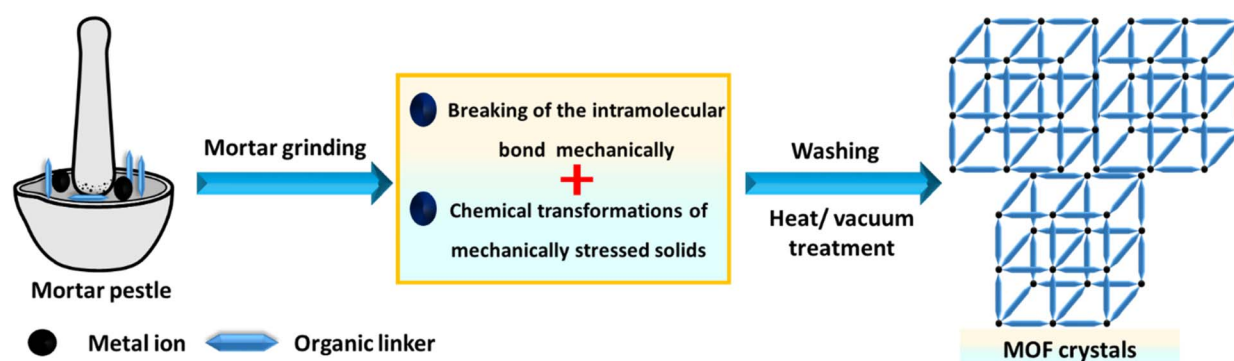 Mortar grinding
Breaking of the intramolecular
bond mechanically
+
Chemical transformations of
mechanically stressed solids
Washing
Heat/ vacuum
treatment
Mortar pestle
Metal ion
Organic linker
MOF crystals